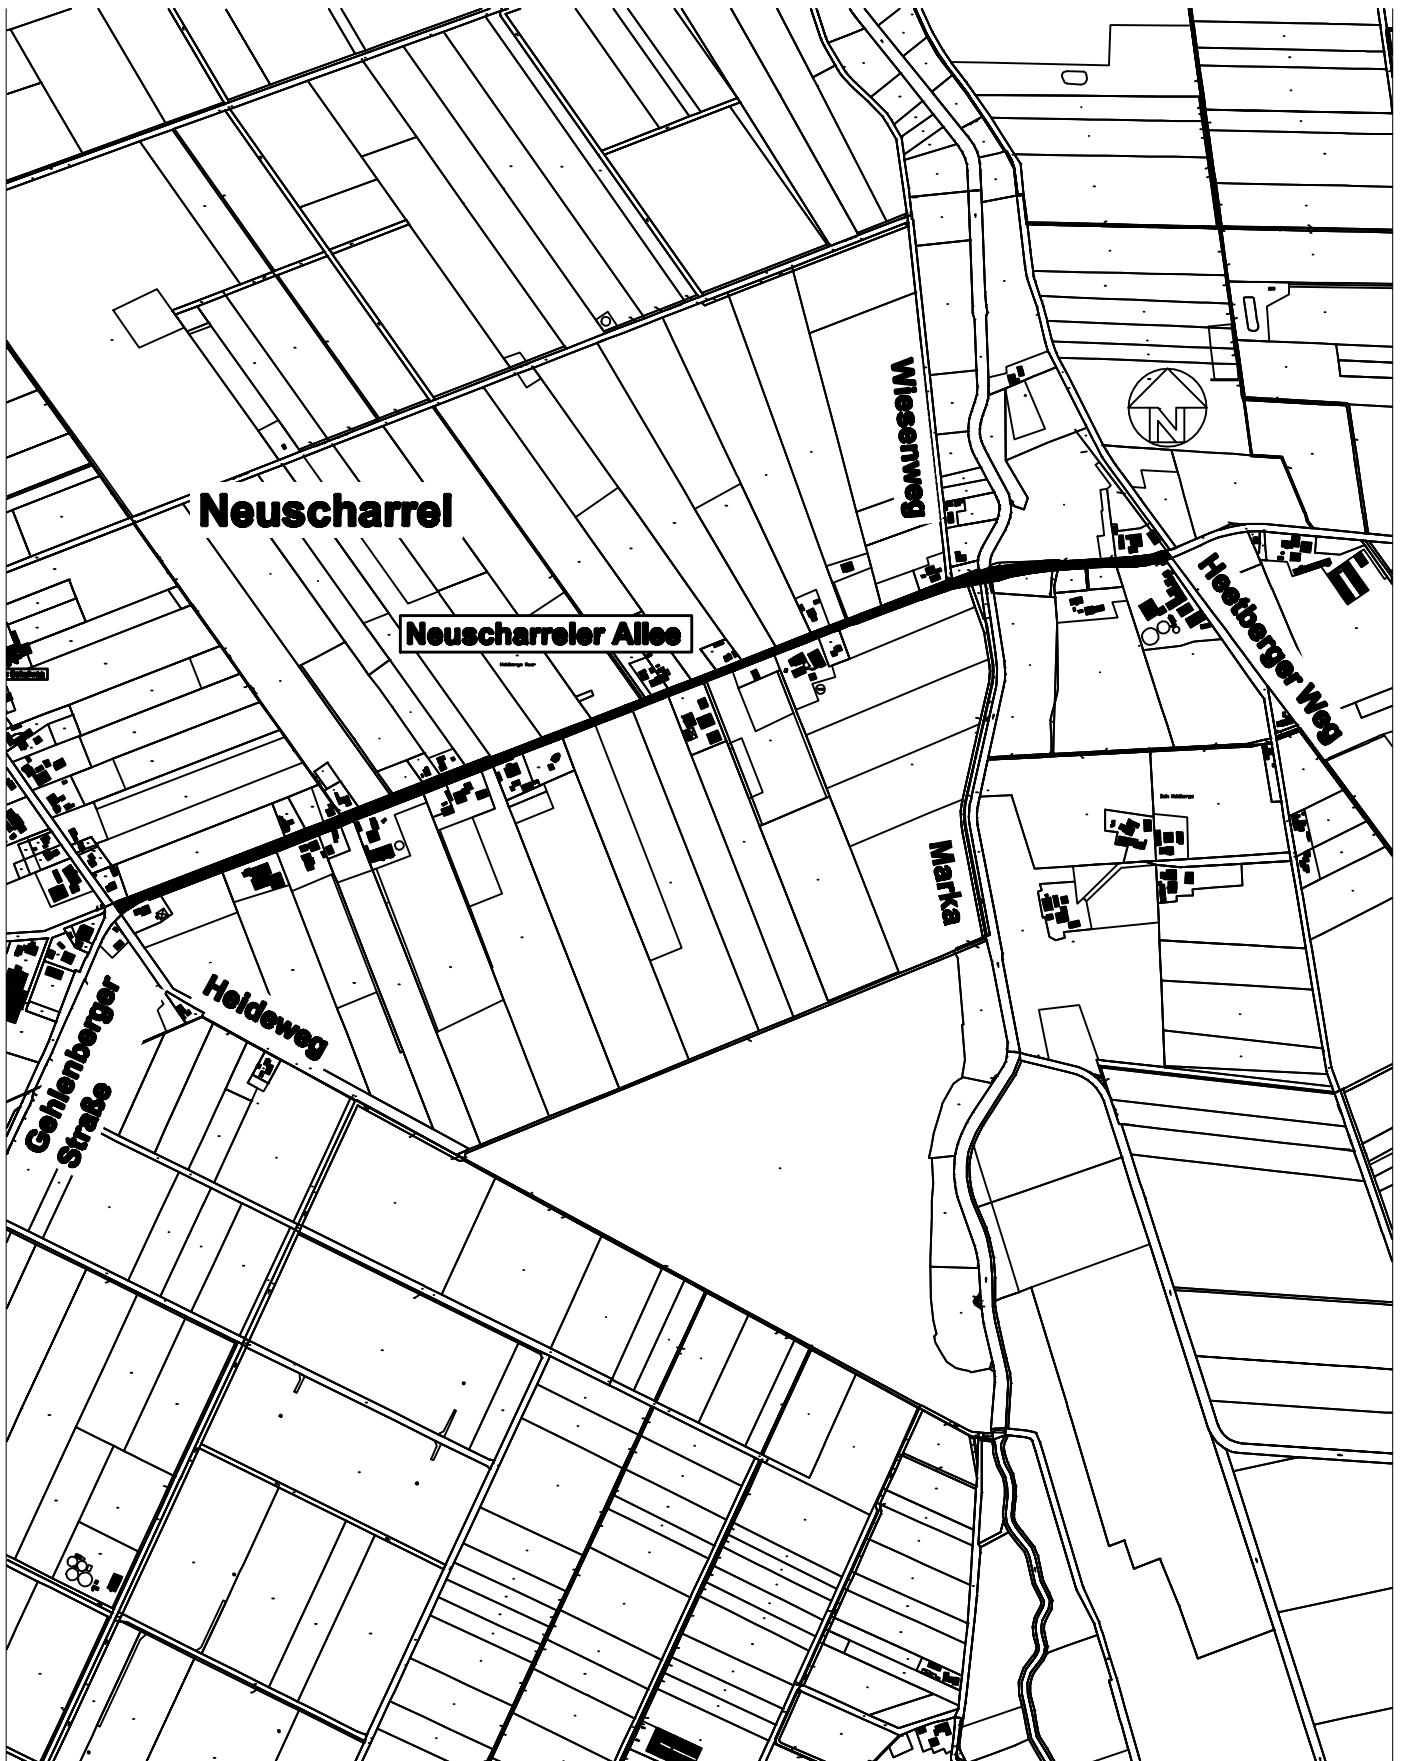 Wiesenweg
N
Neuscharrel
Heetberger Weg
Neuscharreler Allee
Marka
Heideweg
Gehlenberger
Straße